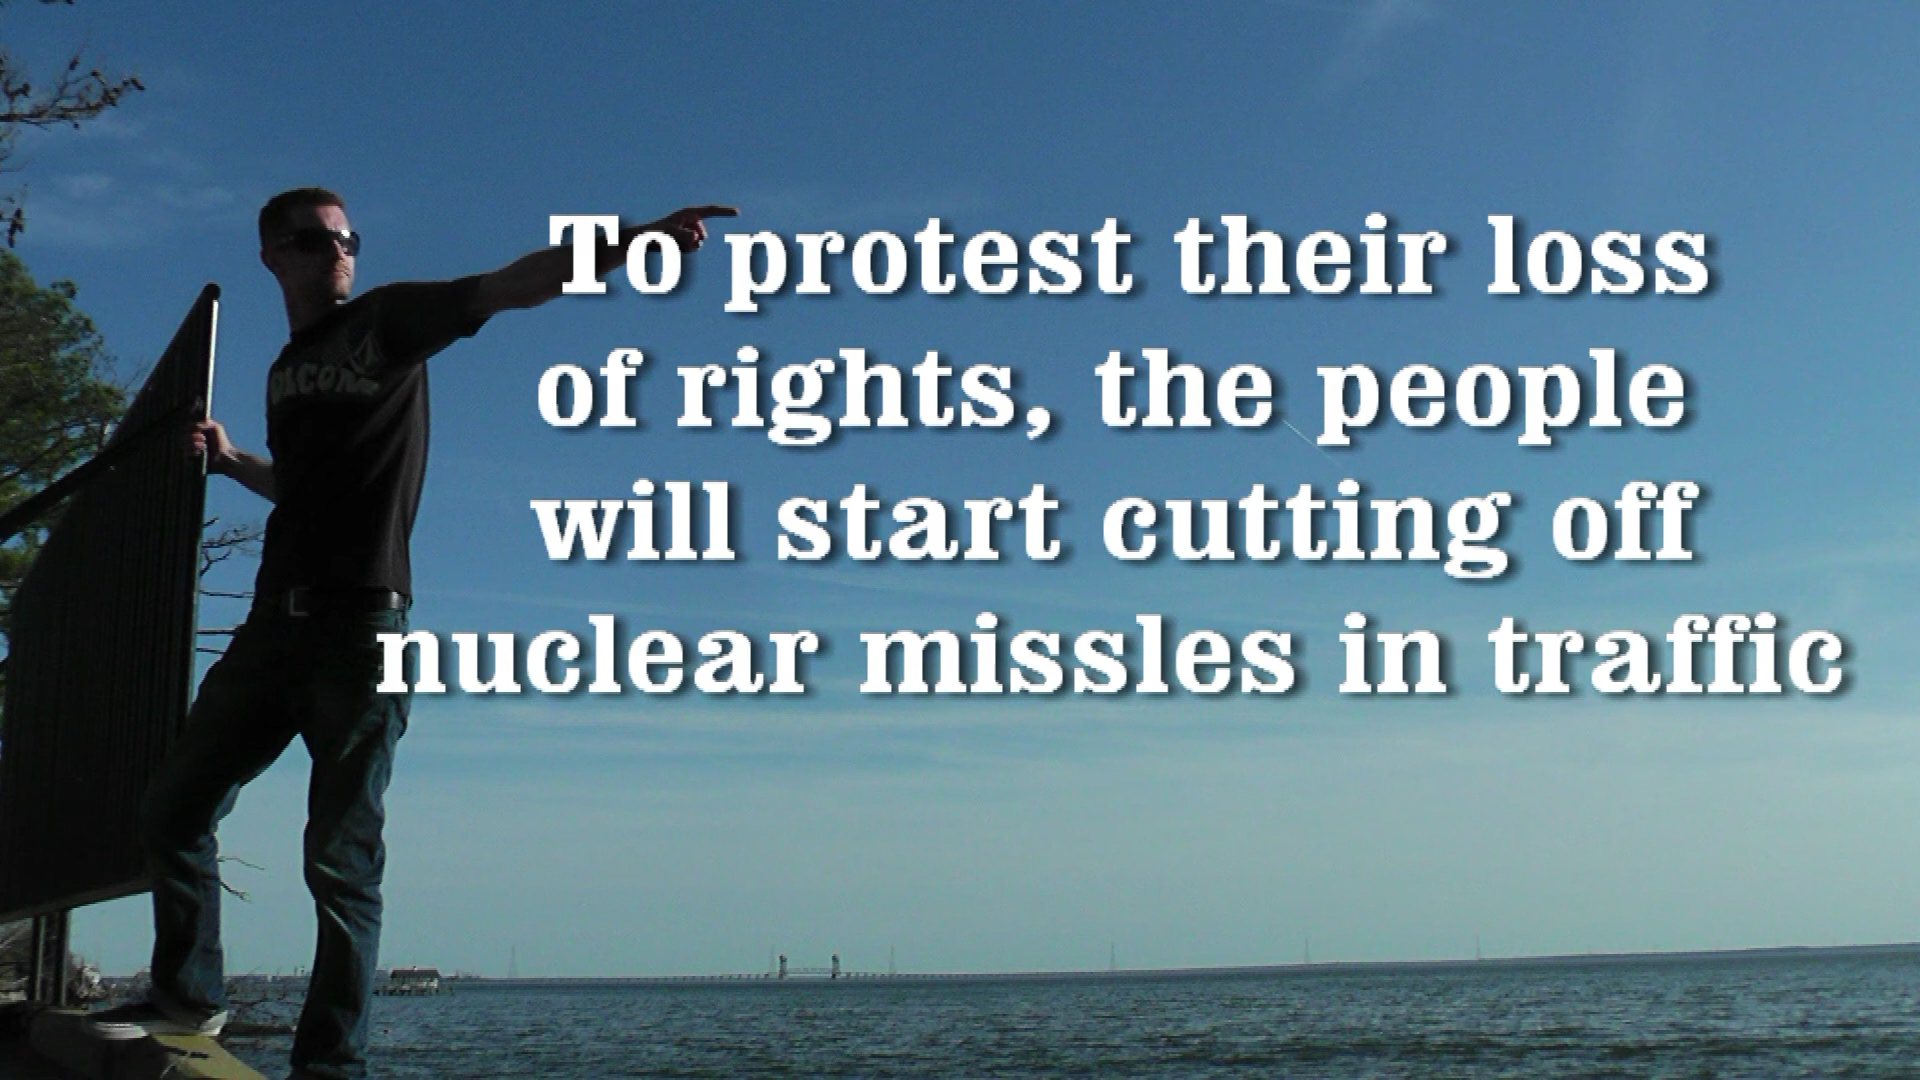 To protest their loss
of rights, the people
will start cutting off
nuclear missles in traffic